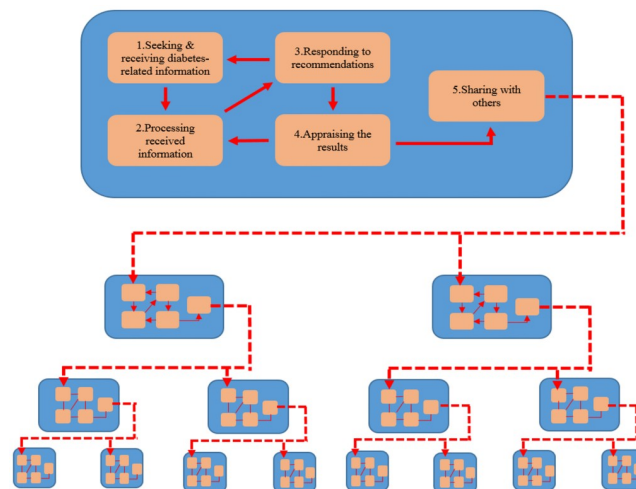 1.Seeking &
receiving diabetes-
related information
3.Responding to
recommendations
5.Sharing with
others
2.Processing
received
information
4.Appraising the
results